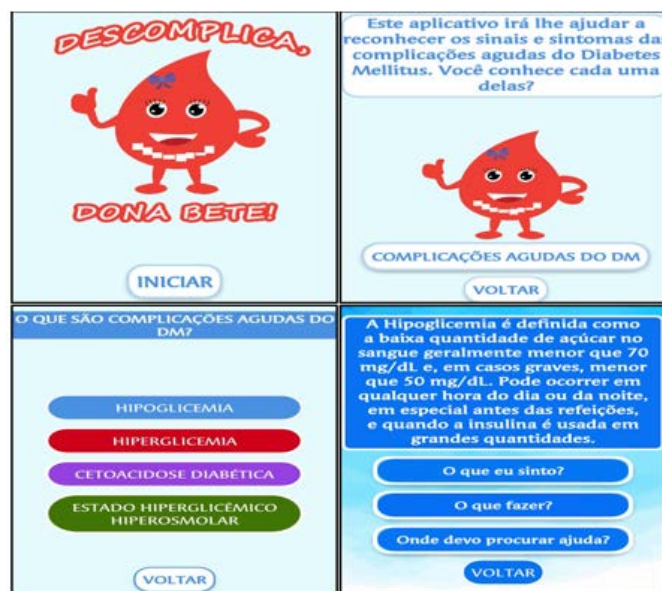 DESCOMPLICA,
DONA BETE!
INICIAR
Este aplicativo irá lhe ajudar a
reconhecer os sinais e sintomas das
complicações agudas do Diabetes
Mellitus. Você conhece cada uma
delas?
COMPLICAÇÕES AGUDAS DO DM
VOLTAR
O QUE SÃO COMPLICAÇÕES AGUDAS DO
DM?
HIPOGLICEMIA
HIPERGLICEMIA
CETOACIDOSE DIABÉTICA
ESTADO HIPERGLICÊMICO
HIPEROSMOLAR
VOLTAR
A Hipoglicemia é definida como
a baixa quantidade de açúcar no
sangue geralmente menor que 70
mg/dL e, em casos graves, menor
que 50 mg/dL. Pode ocorrer em
qualquer hora do dia ou da noite,
em especial antes das refeições,
e quando a insulina é usada em
grandes quantidades.
O que eu sinto?
O que fazer?
Onde devo procurar ajuda?
VOLTAR